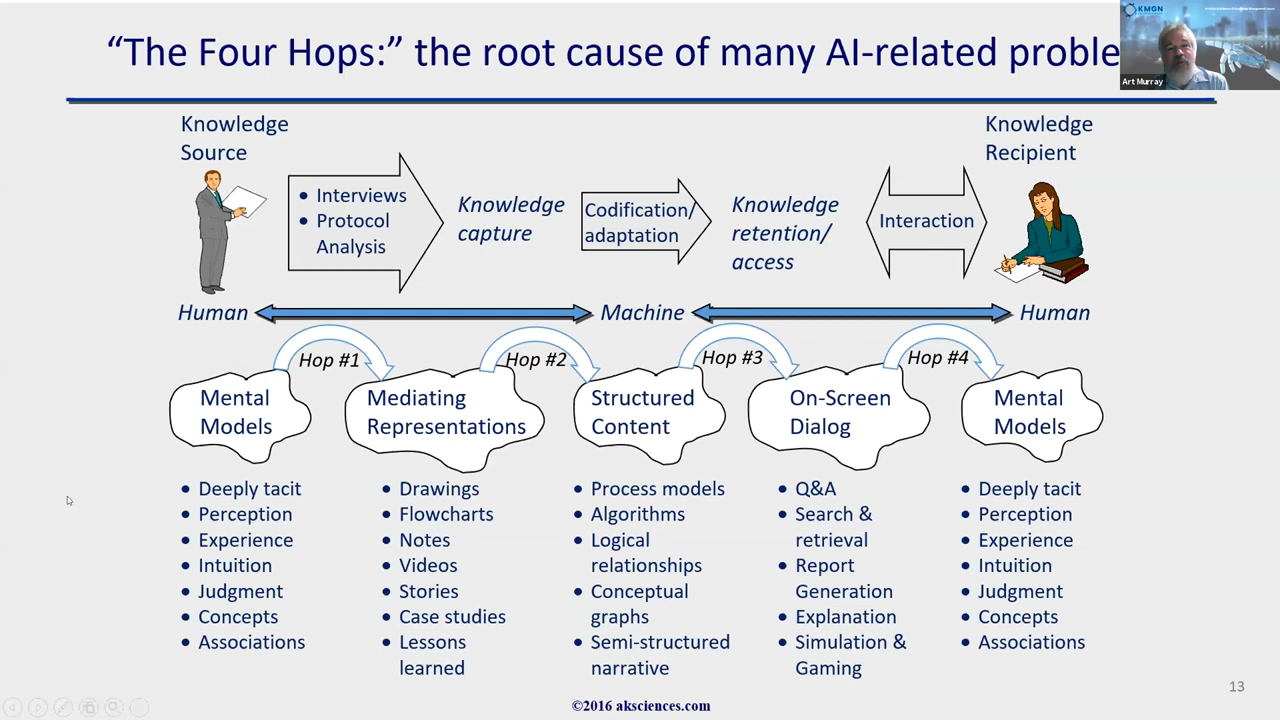 “The Four Hops:” the root cause of many AI-related proble
KMGN
Art Murray
Knowledge
Source
Knowledge
Recipient
• Interviews
• Protocol
Analysis
Knowledge
capture
Codification/
adaptation
Knowledge
retention/
access
Interaction
Human
Machine
Human
Hop #1
Hop #2
Hop #3
Hop #4
Mental
Models
Mediating
Representations
Structured
Content
On-Screen
Dialog
Mental
Models
• Deeply tacit
• Perception
• Experience
• Intuition
• Judgment
• Concepts
• Associations
• Drawings
• Flowcharts
• Notes
• Videos
• Stories
• Case studies
• Lessons
learned
• Process models
• Algorithms
• Logical
relationships
• Conceptual
graphs
• Semi-structured
narrative
• Q&A
• Search &
retrieval
• Report
Generation
• Explanation
• Simulation &
Gaming
• Deeply tacit
• Perception
• Experience
• Intuition
• Judgment
• Concepts
• Associations
13
©2016 aksciences.com